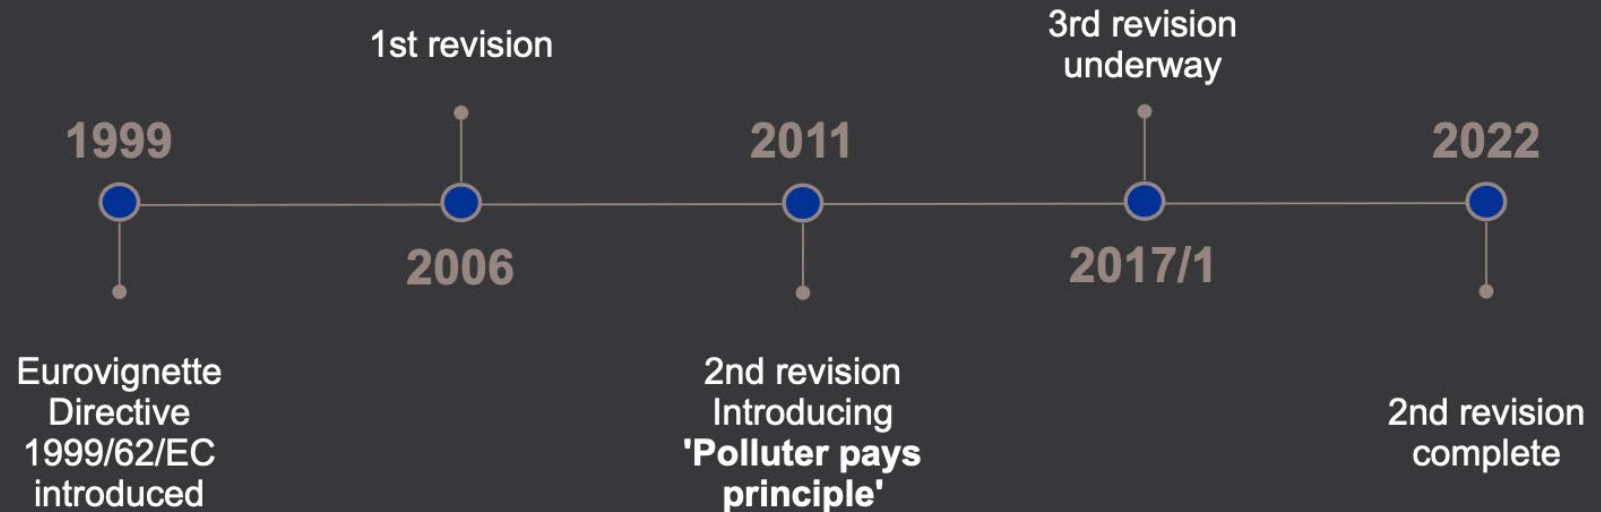 1999
Eurovignette
Directive
1999/62/EC
introduced
1st revision
2006
2011
2nd revision
Introducing
'Polluter pays
principle'
3rd revision
underway
2017/1
2022
2nd revision
complete